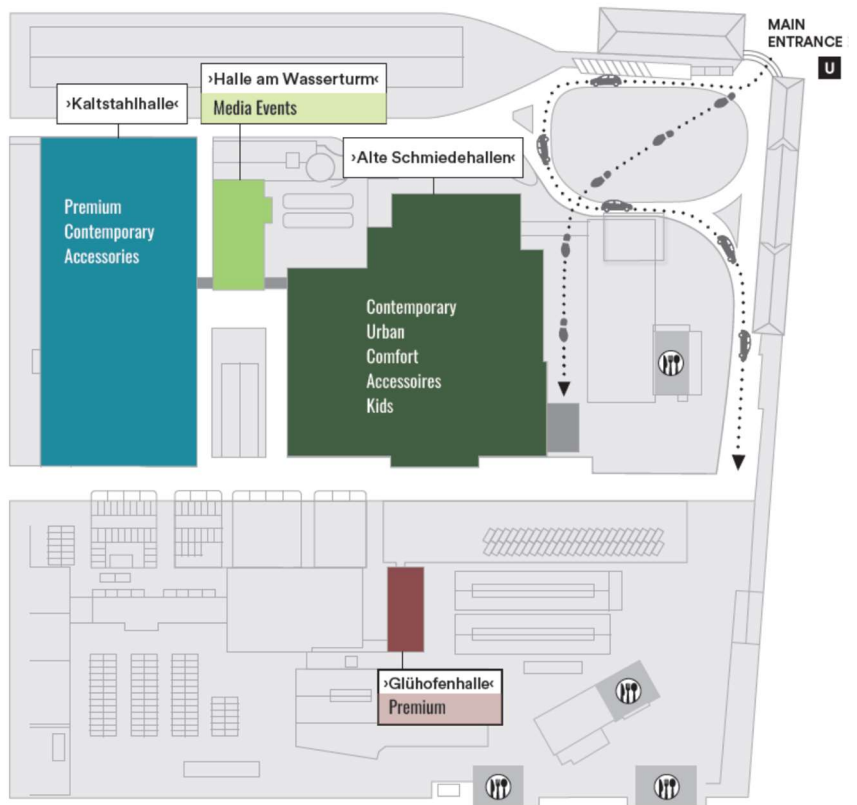 MAIN
ENTRANCE
U
›Halle am Wasserturm‹
Media Events
›Kaltstahlhalle‹
›Alte Schmiedehallen‹
Premium
Contemporary
Accessories
Contemporary
Urban
Comfort
Accessoires
Kids
›Glühofenhalle‹
Premium